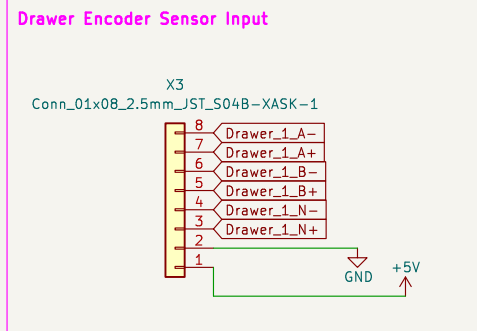 Drawer Encoder Sensor Input
X3
Conn_01x08_2.5mm_JST_S04B-XASK-1
8 Drawer_1_A-
7 Drawer_1_A+
6 Drawer_1_B-
5 Drawer_1_B+
4 Drawer_1_N-
3 Drawer_1_N+
2
1
GND
+5V